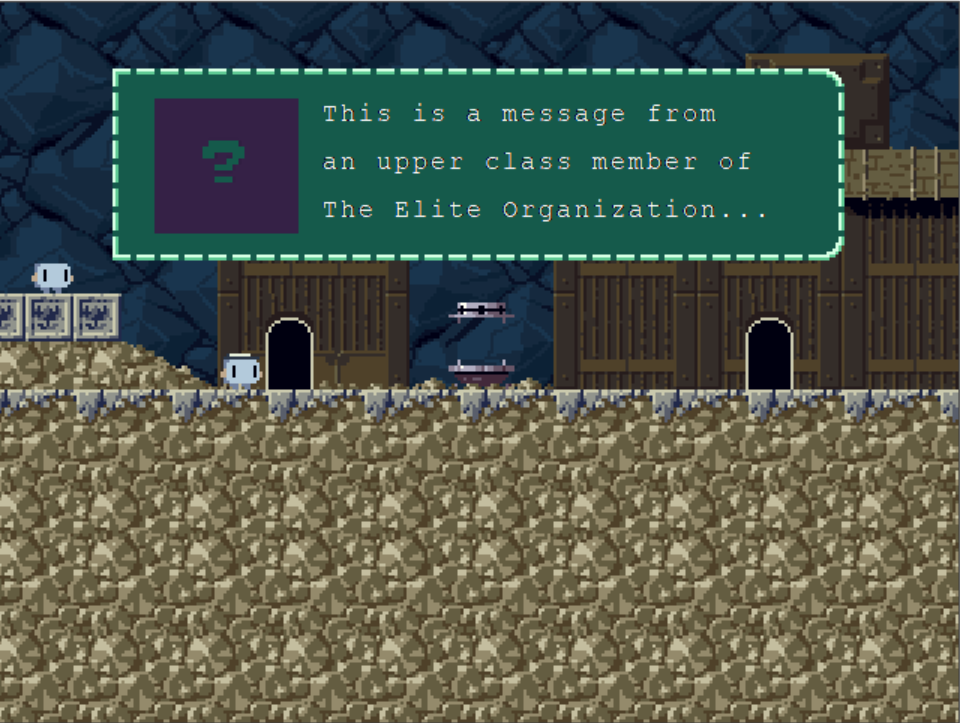 ?
This is a message from
an upper class member of
The Elite Organization...